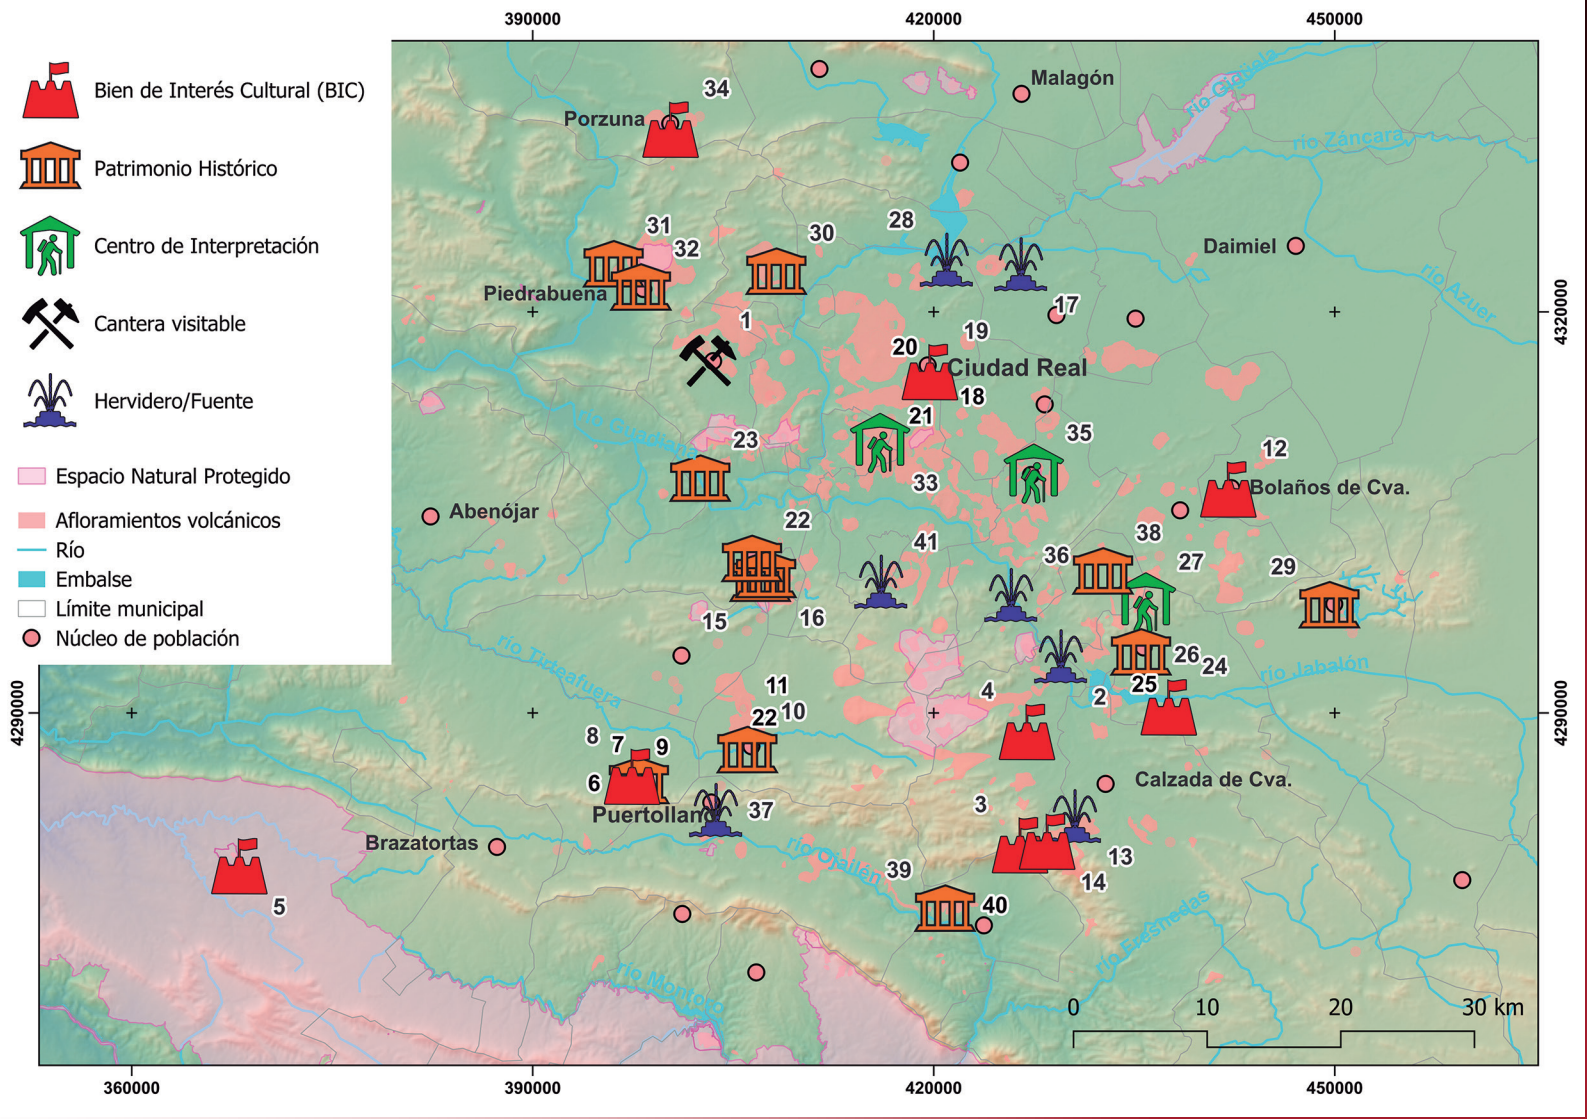 390000
420000
450000
Bien de Interés Cultural (BIC)
Patrimonio Histórico
Centro de Interpretación
Cantera visitable
Hervidero/Fuente
Espacio Natural Protegido
Afloramientos volcánicos
Río
Embalse
Límite municipal
Núcleo de población
34
Porzuna
Malagón
río Gigüela
río Záncara
31
32
30
28
Daimiel
Piedrabuena
río Azuer
1
17
19
20
Ciudad Real
18
21
río Guadiana
23
35
12
33
Bolaños de Cva.
Abenójar
22
41
38
36
27
29
15
16
río Tirteafuera
26
24
río Jabalón
11
22
10
4
2
25
8
7
9
6
Calzada de Cva.
Puertollano
37
3
Brazatortas
río Ojailén
39
13
14
5
40
río Fresnedas
río Montoro
0
10
20
30 km
4320000
4290000
4290000
360000
390000
420000
450000